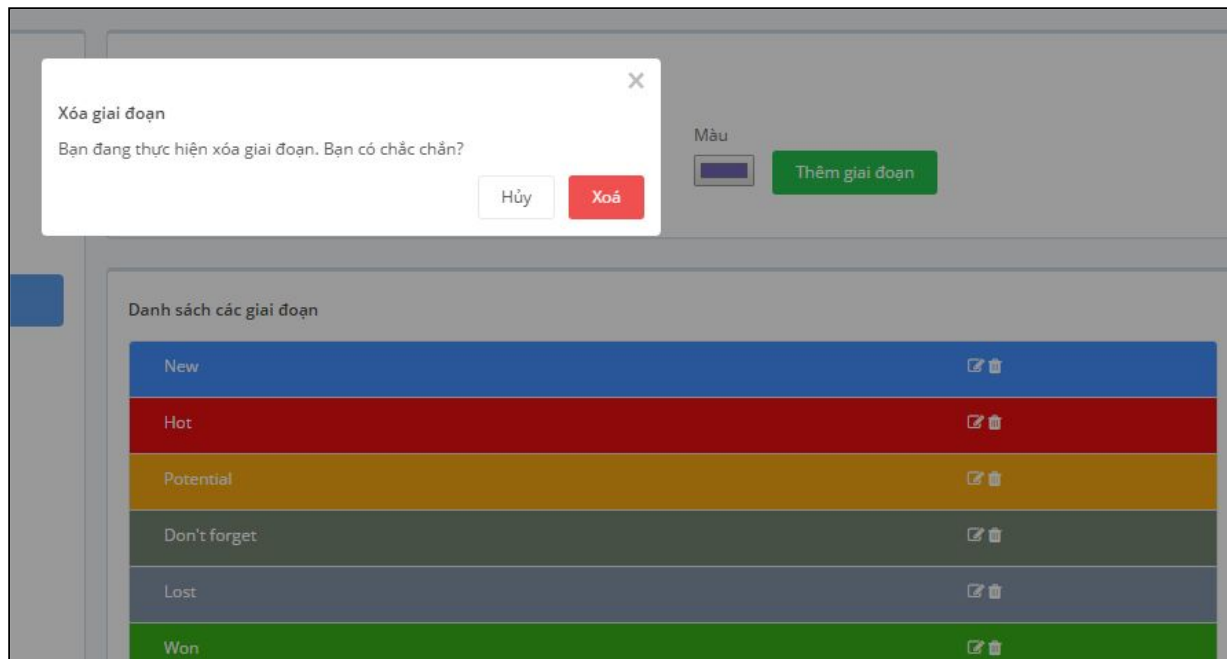 Xóa giai đoạn
Bạn đang thực hiện xóa giai đoạn. Bạn có chắc chắn?
Hủy
Xoá
Màu
Thêm giai đoạn
Danh sách các giai đoạn
New
Hot
Potential
Don't forget
Lost
Won